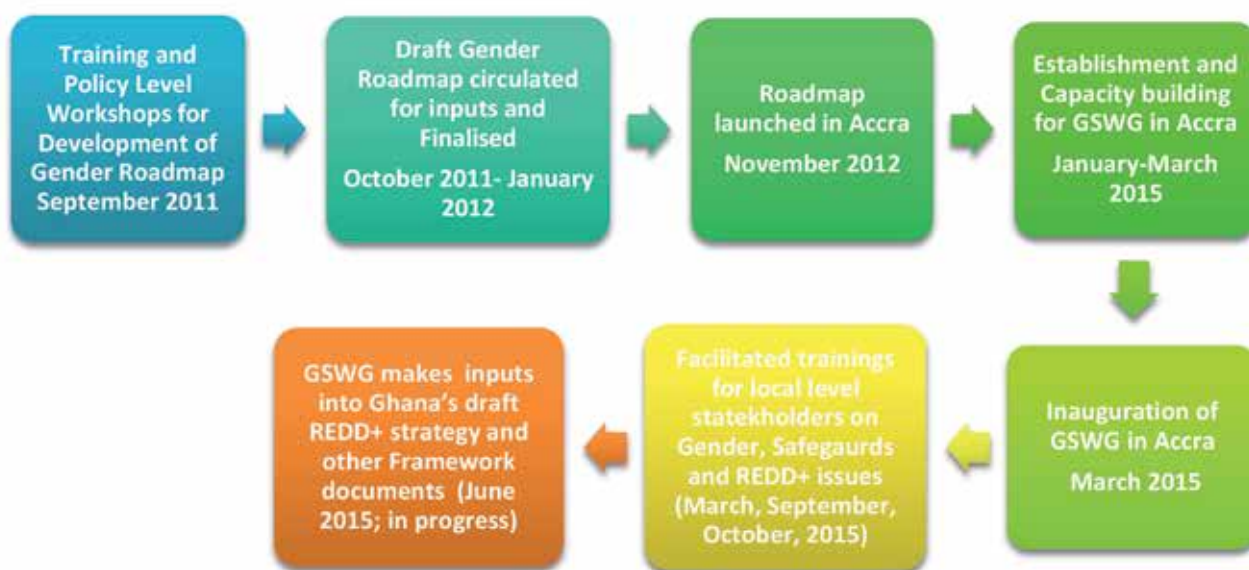 Training and
Policy Level
Workshops for
Development of
Gender Roadmap
September 2011
Draft Gender
Roadmap circulated
for inputs and
Finalised
October 2011- January
2012
Roadmap
launched in Accra
November 2012
Establishment and
Capacity building
for GSWG in Accra
January-March
2015
Inauguration of
GSWG in Accra
March 2015
Facilitated trainings
for local level
statekholders on
Gender, Safegaurds
and REDD+ issues
(March, September,
October, 2015)
GSWG makes inputs
into Ghana's draft
REDD+ strategy and
other Framework
documents (June
2015; in progress)